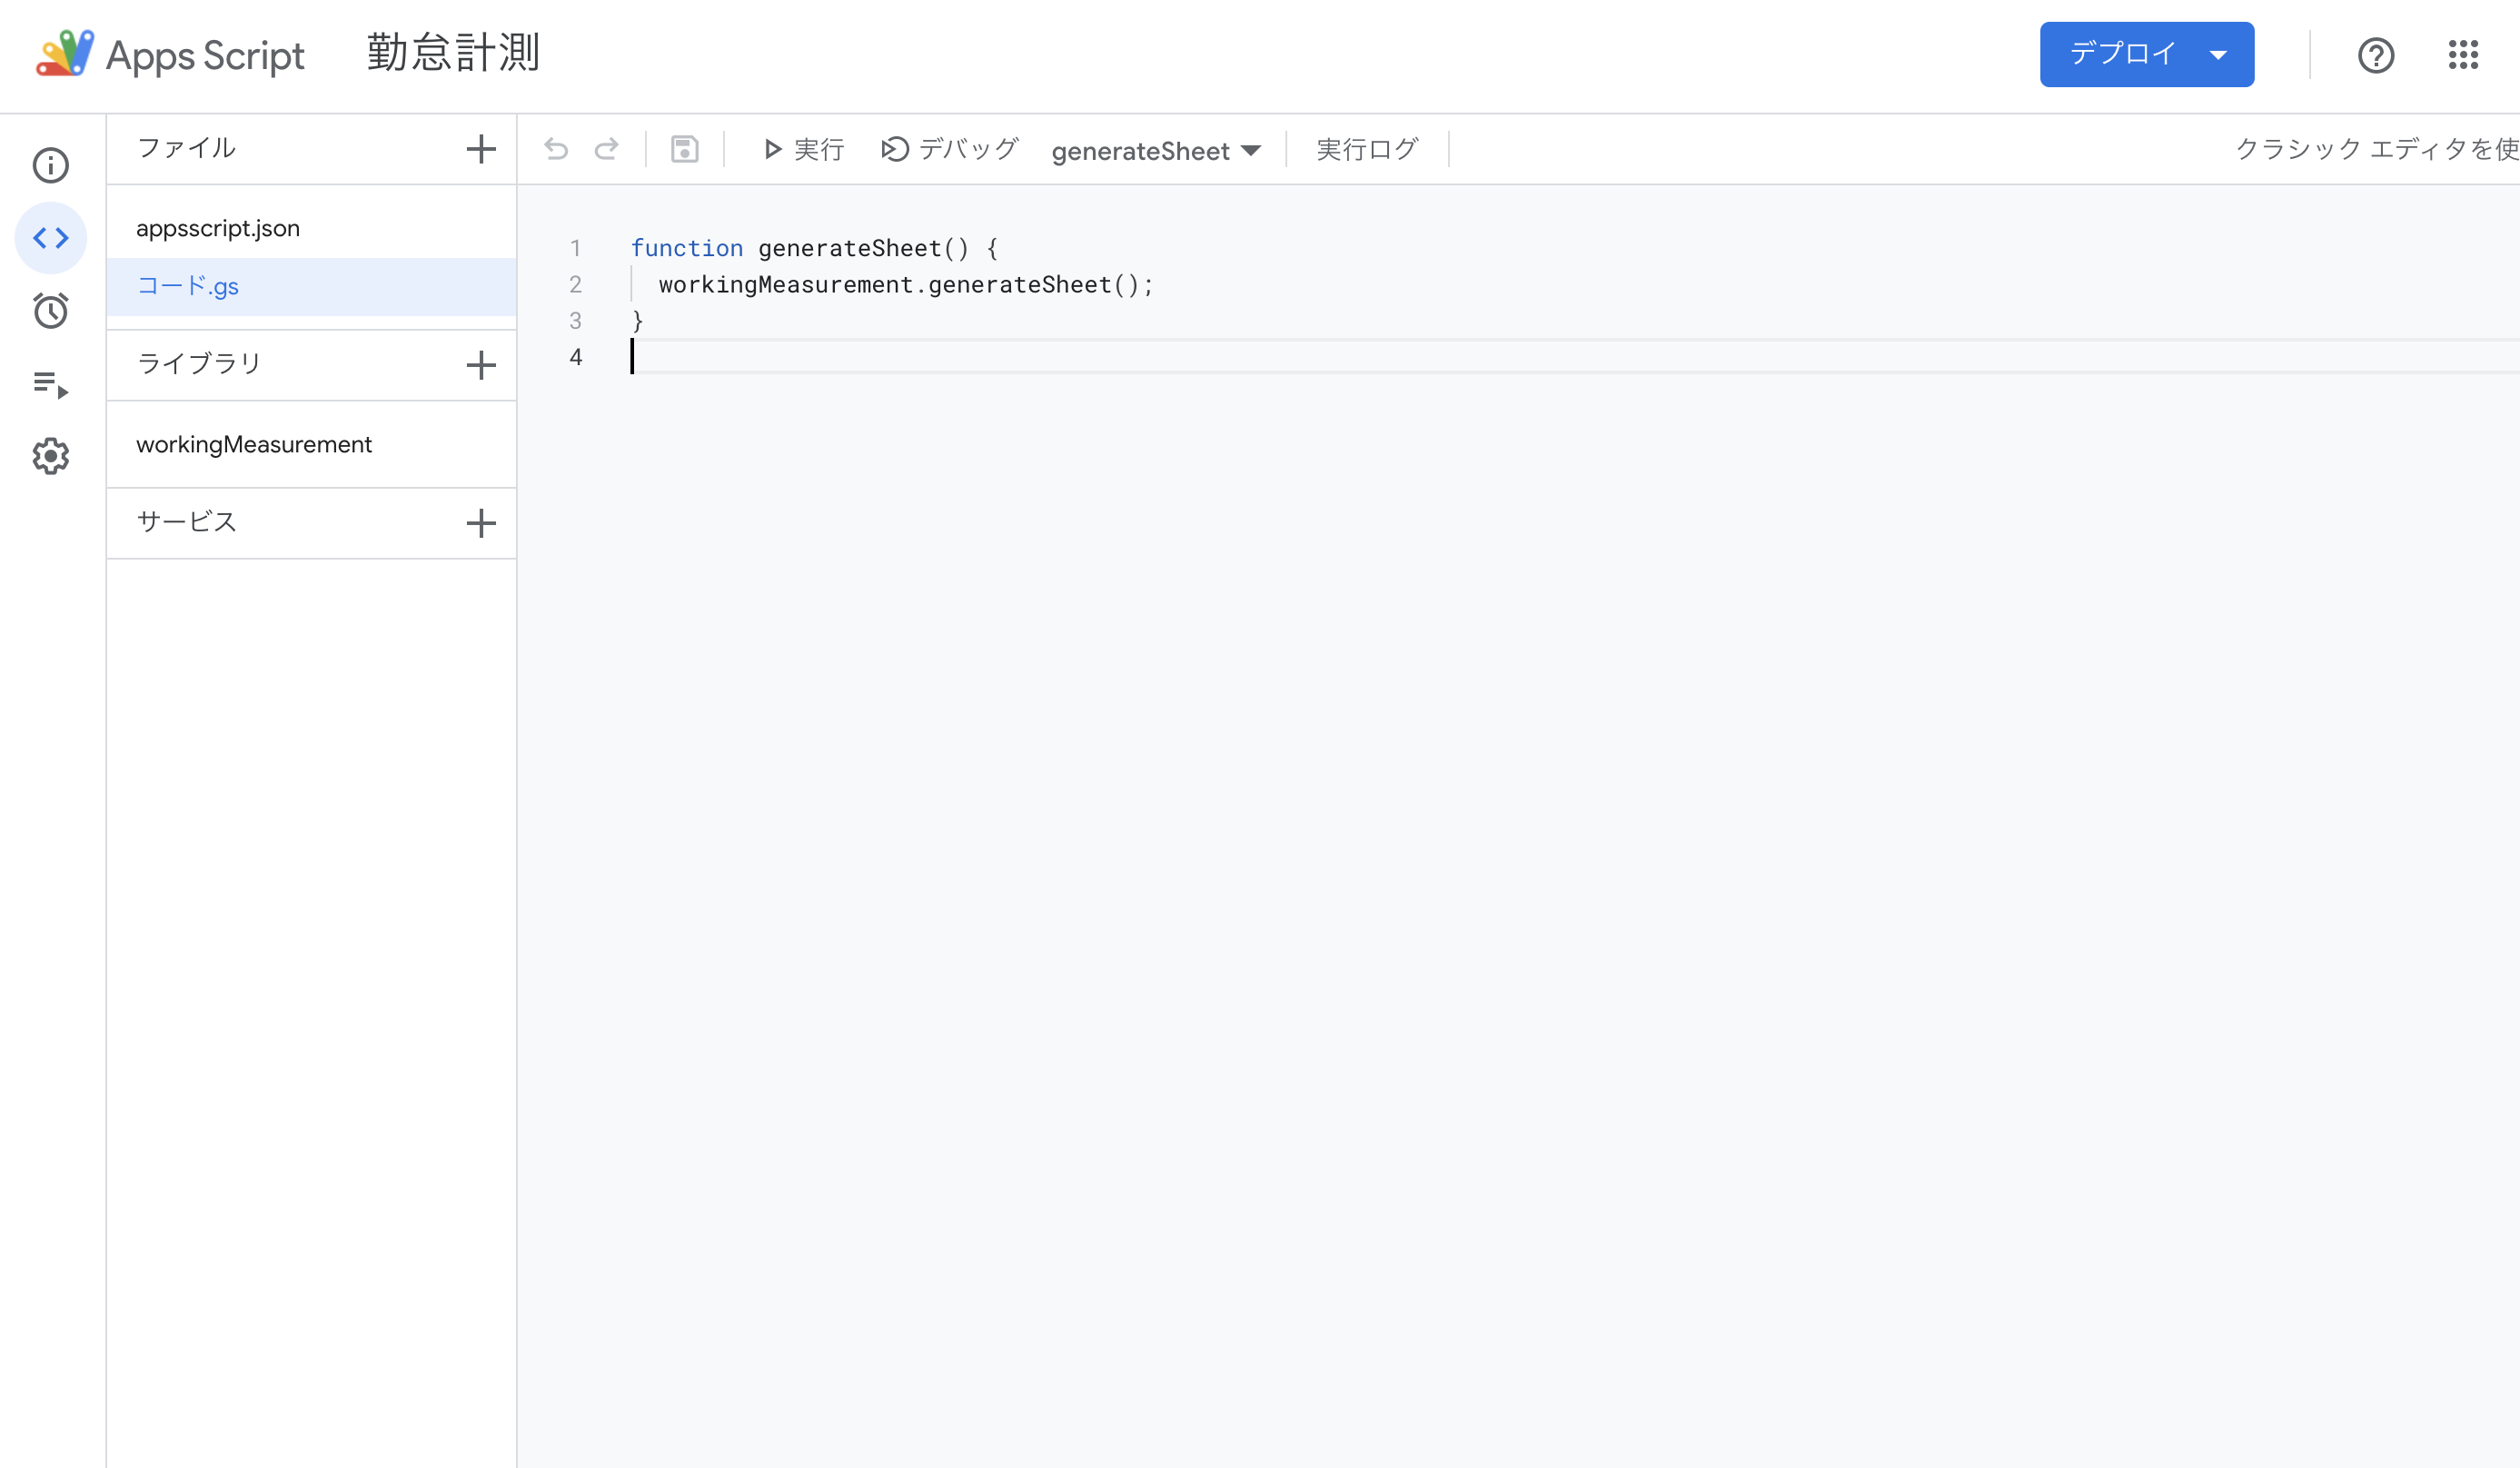 Apps Script 勤怠計測 デプロイ
ファイル
実行 デバッグ generateSheet 実行ログ クラシック エディタを使
appsscript.json
コード.gs
ライブラリ
workingMeasurement
サービス
1 function generateSheet() {
2 workingMeasurement.generateSheet();
3 }
4